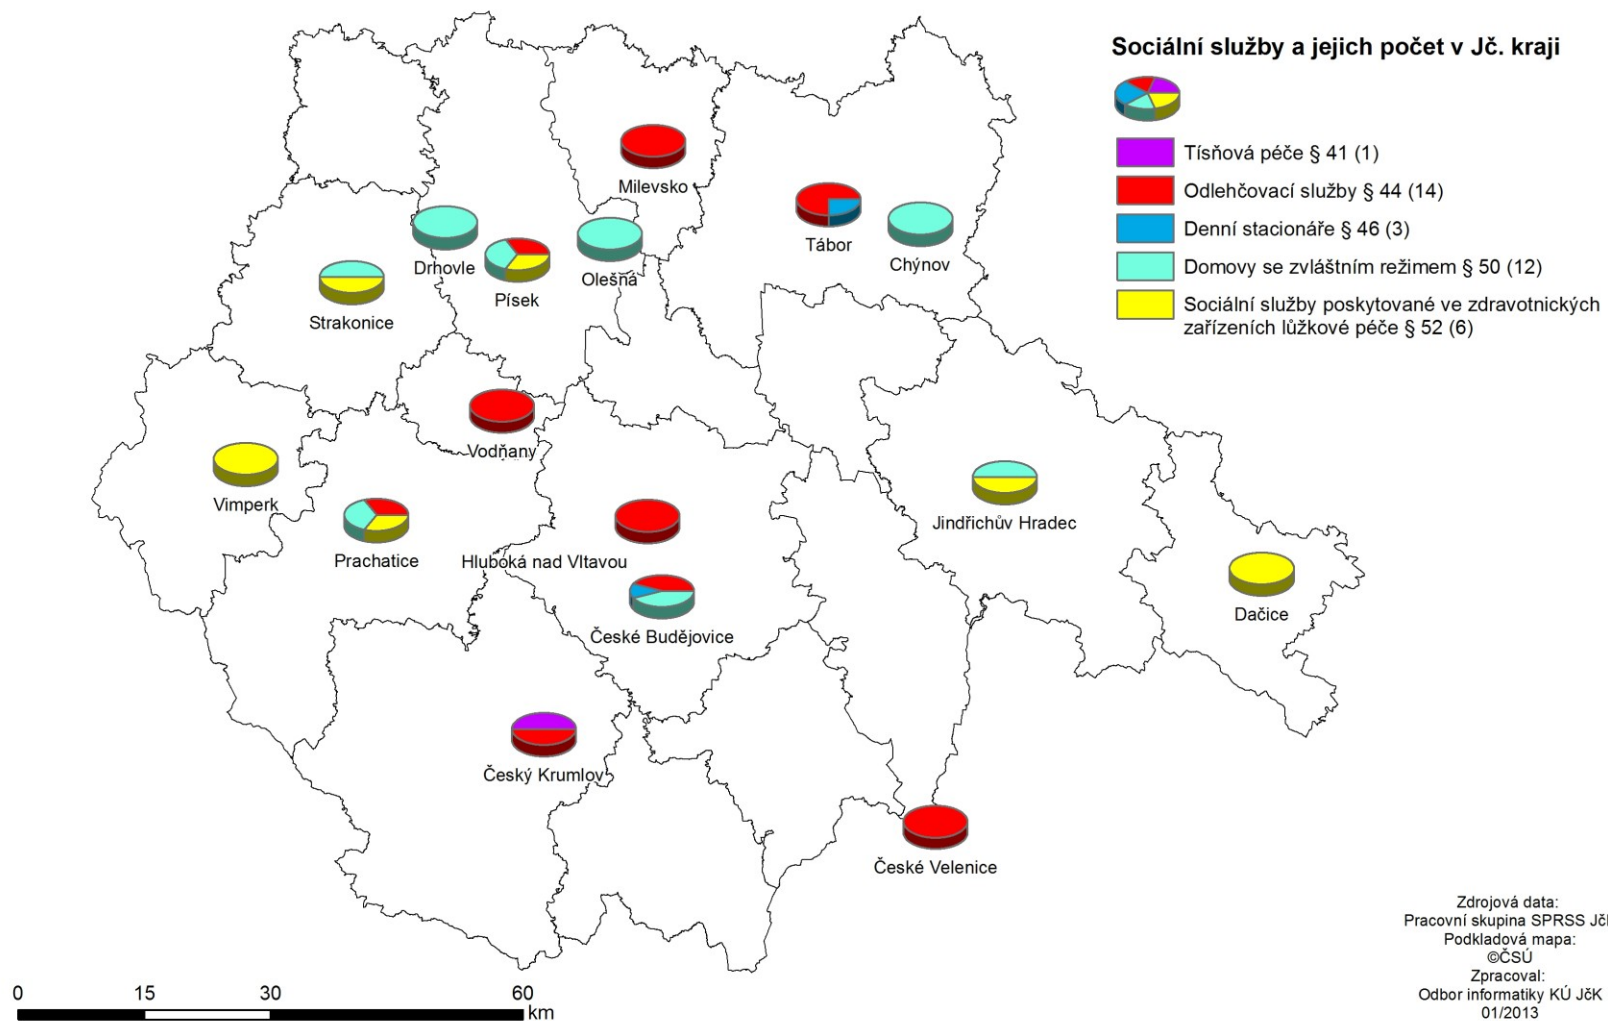 Sociální služby a jejich počet v Jč. kraji
Tísňová péče § 41 (1)
Odlehčovací služby § 44 (14)
Denní stacionáře § 46 (3)
Domovy se zvláštním režimem § 50 (12)
Sociální služby poskytované ve zdravotnických
zařízeních lůžkové péče § 52 (6)
Milevsko
Tábor
Chýnov
Drhovle
Písek
Olešná
Strakonice
Vodňany
Vimperk
Prachatice
Hluboká nad Vltavou
České Budějovice
Jindřichův Hradec
Dačice
Český Krumlov
České Velenice
Zdrojová data:
Pracovní skupina SPRSS Jč
Podkladová mapa:
©ČSÚ
Zpracoval:
Odbor informatiky KÚ JčK
01/2013
0 15 30 60
km